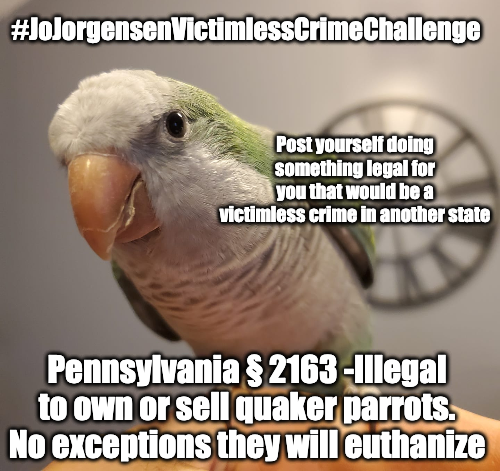 #JoJorgensenVictimlessCrimeChallenge
Post yourself doing
something legal for
you that would be a
victimless crime in another state
Pennsylvania § 2163 -Illegal
to own or sell quaker parrots.
No exceptions they will euthanize